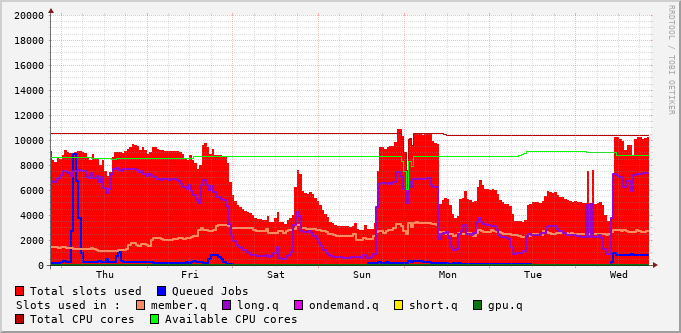 20000
18000
16000
14000
12000
10000
8000
6000
4000
2000
0
Thu Fri Sat Sun Mon Tue Wed
RRDTOOL / TOBI OETIKER
Total slots used Queued Jobs
Slots used in : member.q long.q ondemand.q short.q gpu.q
Total CPU cores Available CPU cores